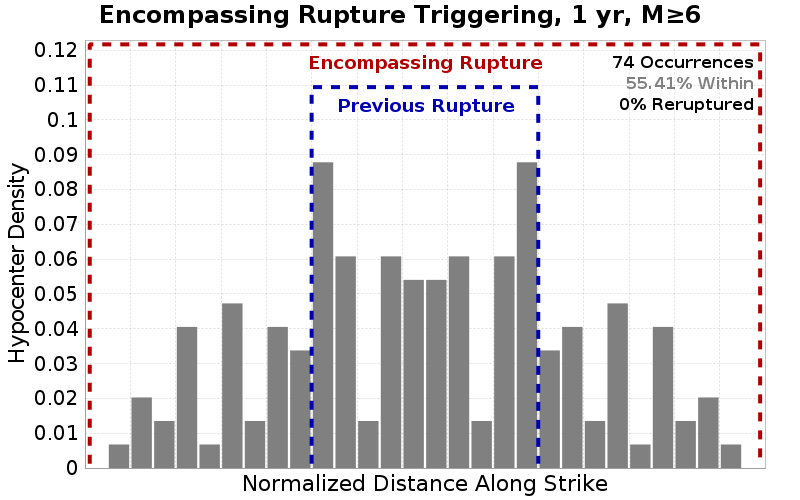 Encompassing Rupture Triggering, 1 yr, M≥6
0.12
0.11
0.1
0.09
0.08
0.07
0.06
0.05
0.04
0.03
0.02
0.01
0
Hypocenter Density
Encompassing Rupture
Previous Rupture
74 Occurrences
55.41% Within
0% Reruptured
Normalized Distance Along Strike